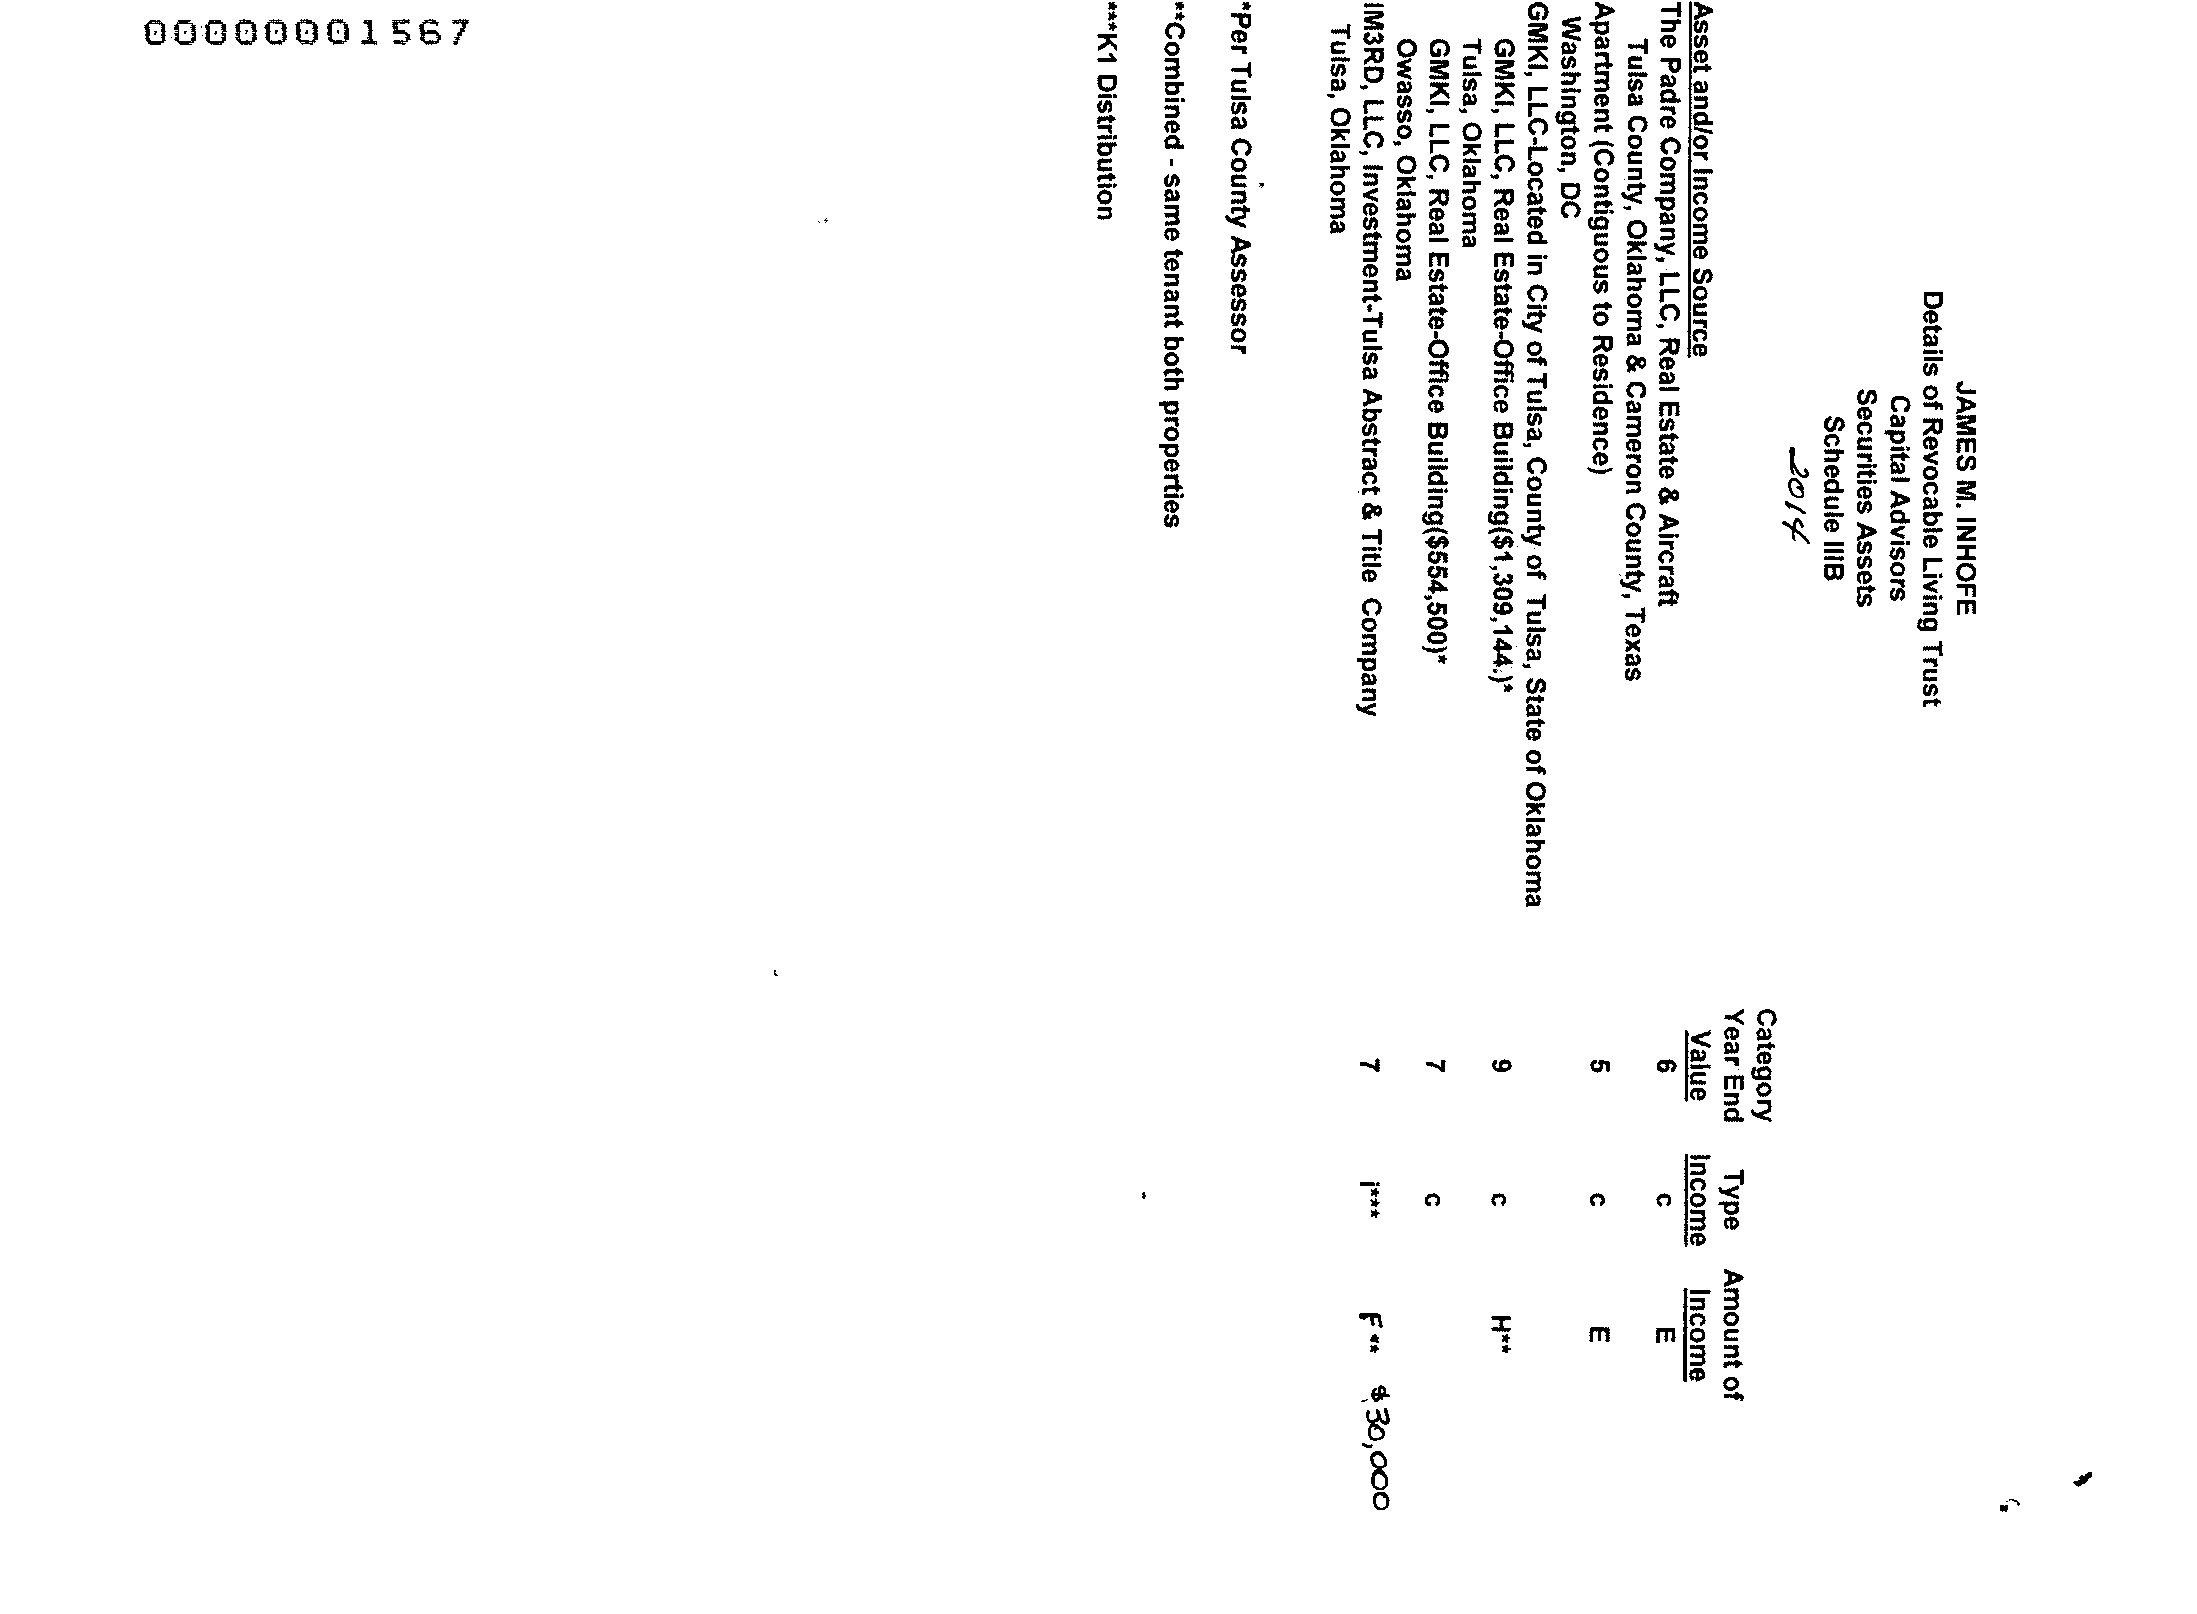 JAMES M. INHOFE
Details of Revocable Living Trust
Capital Advisors
Securities Assets
Schedule IIIB
2014
Category
Year End Type Amount of
Asset and/or Income Source Value Income Income
The Padre Company, LLC, Real Estate & Aircraft 6 c E
Tulsa County, Oklahoma & Cameron County, Texas
Apartment (Contiguous to Residence) 5 c E
Washington, DC
GMKI, LLC-Located in City of Tulsa, County of Tulsa, State of Oklahoma
GMKI, LLC, Real Estate-Office Building($1,309,144.)* 9 c H**
Tulsa, Oklahoma
GMKI, LLC, Real Estate-Office Building($554,500)* 7 c
Owasso, Oklahoma
IM3RD, LLC, Investment-Tulsa Abstract & Title Company 7 i*** F** $30,000
Tulsa, Oklahoma
*Per Tulsa County Assessor
**Combined - same tenant both properties
***K1 Distribution
00000001567